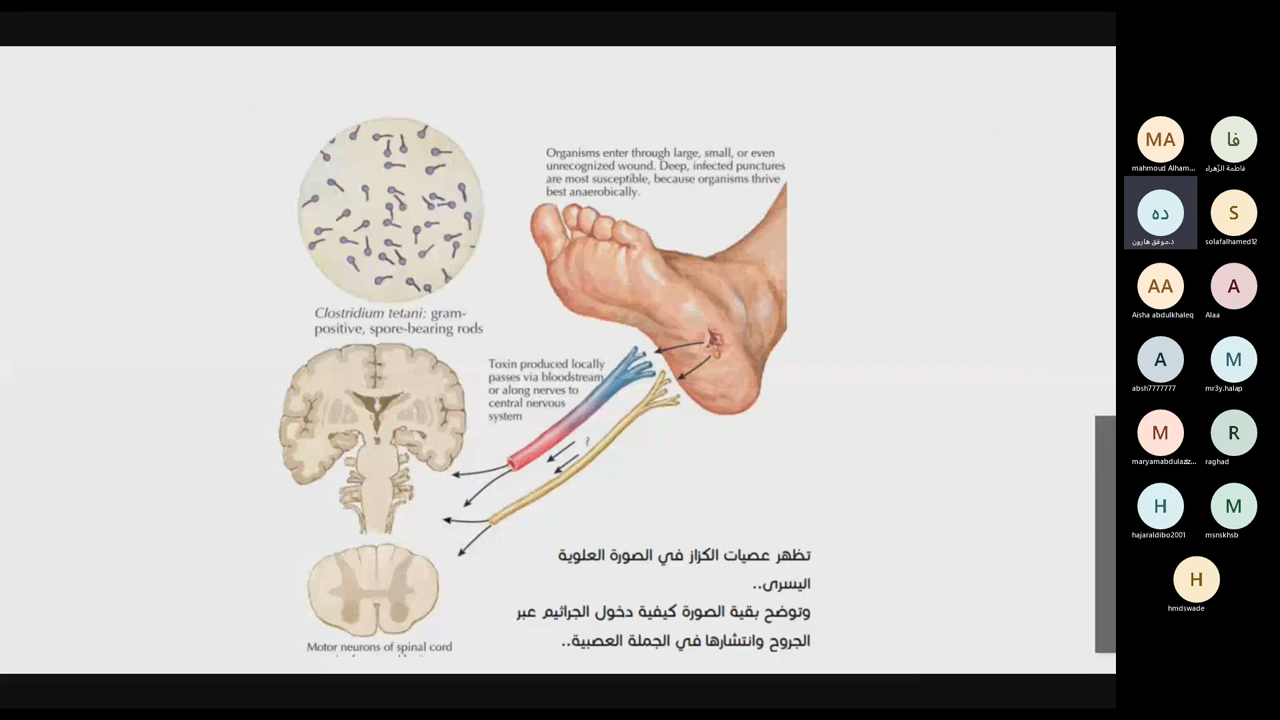 Organisms enter through large, small, or even
unrecognized wound. Deep, infected punctures
are most susceptible, because organisms thrive
best anaerobically.
Clostridium tetani: gram-
positive, spore-bearing rods
Toxin produced locally
passes via bloodstream
or along nerves to
central nervous
system
?
تظهر عصيات الكزاز في الصورة العلوية
اليسرى..
وتوضح بقية الصورة كيفية دخول الجراثيم عبر
الجروح وانتشارها في الجملة العصبية..
Motor neurons of spinal cord
MA
mahmoud Alham...
فا
فاطمة الزهراء
ده
د.موفق هارون
S
solafalhamed12
AA
Aisha abdulkhaleq
A
Alaa
A
absh7777777
M
mr3y.halap
M
maryamabdulaziz...
R
raghad
H
hajaraldibo2001
M
msnskhsb
H
hmdswade